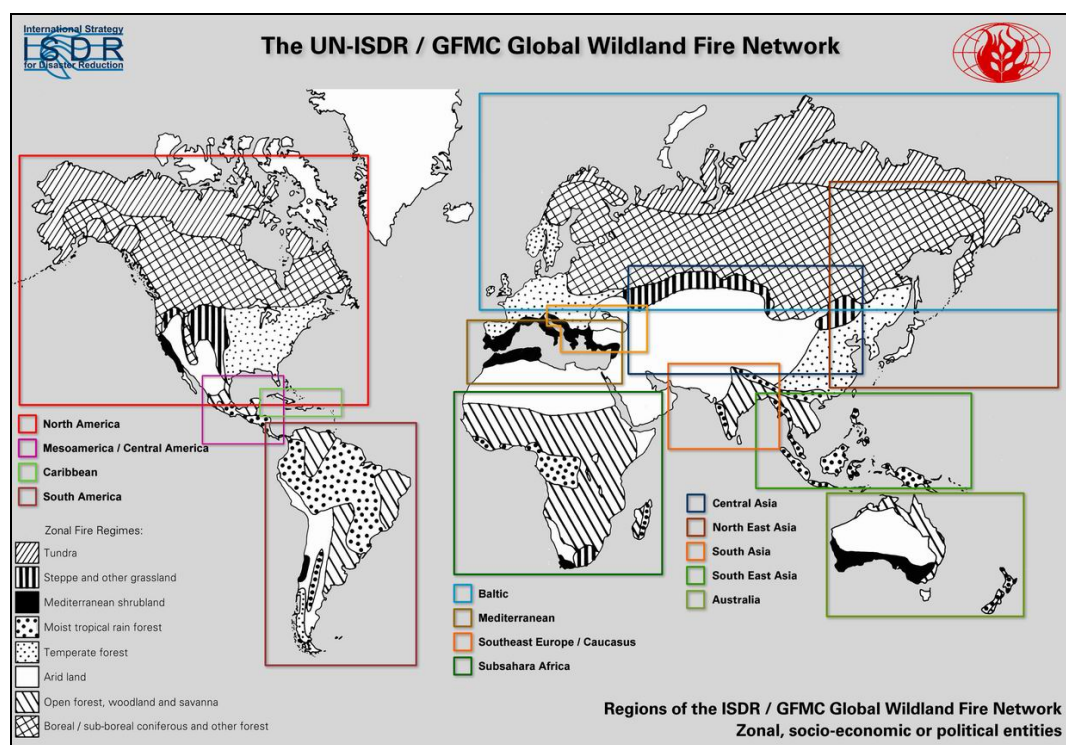 International Strategy
ISDR
for Disaster Reduction
The UN-ISDR / GFMC Global Wildland Fire Network
North America
Mesoamerica / Central America
Caribbean
South America
Zonal Fire Regimes:
Tundra
Steppe and other grassland
Mediterranean shrubland
Moist tropical rain forest
Temperate forest
Arid land
Open forest, woodland and savanna
Boreal / sub-boreal coniferous and other forest
Baltic
Mediterranean
Southeast Europe / Caucasus
Subsahara Africa
Central Asia
North East Asia
South Asia
South East Asia
Australia
Regions of the ISDR / GFMC Global Wildland Fire Network
Zonal, socio-economic or political entities